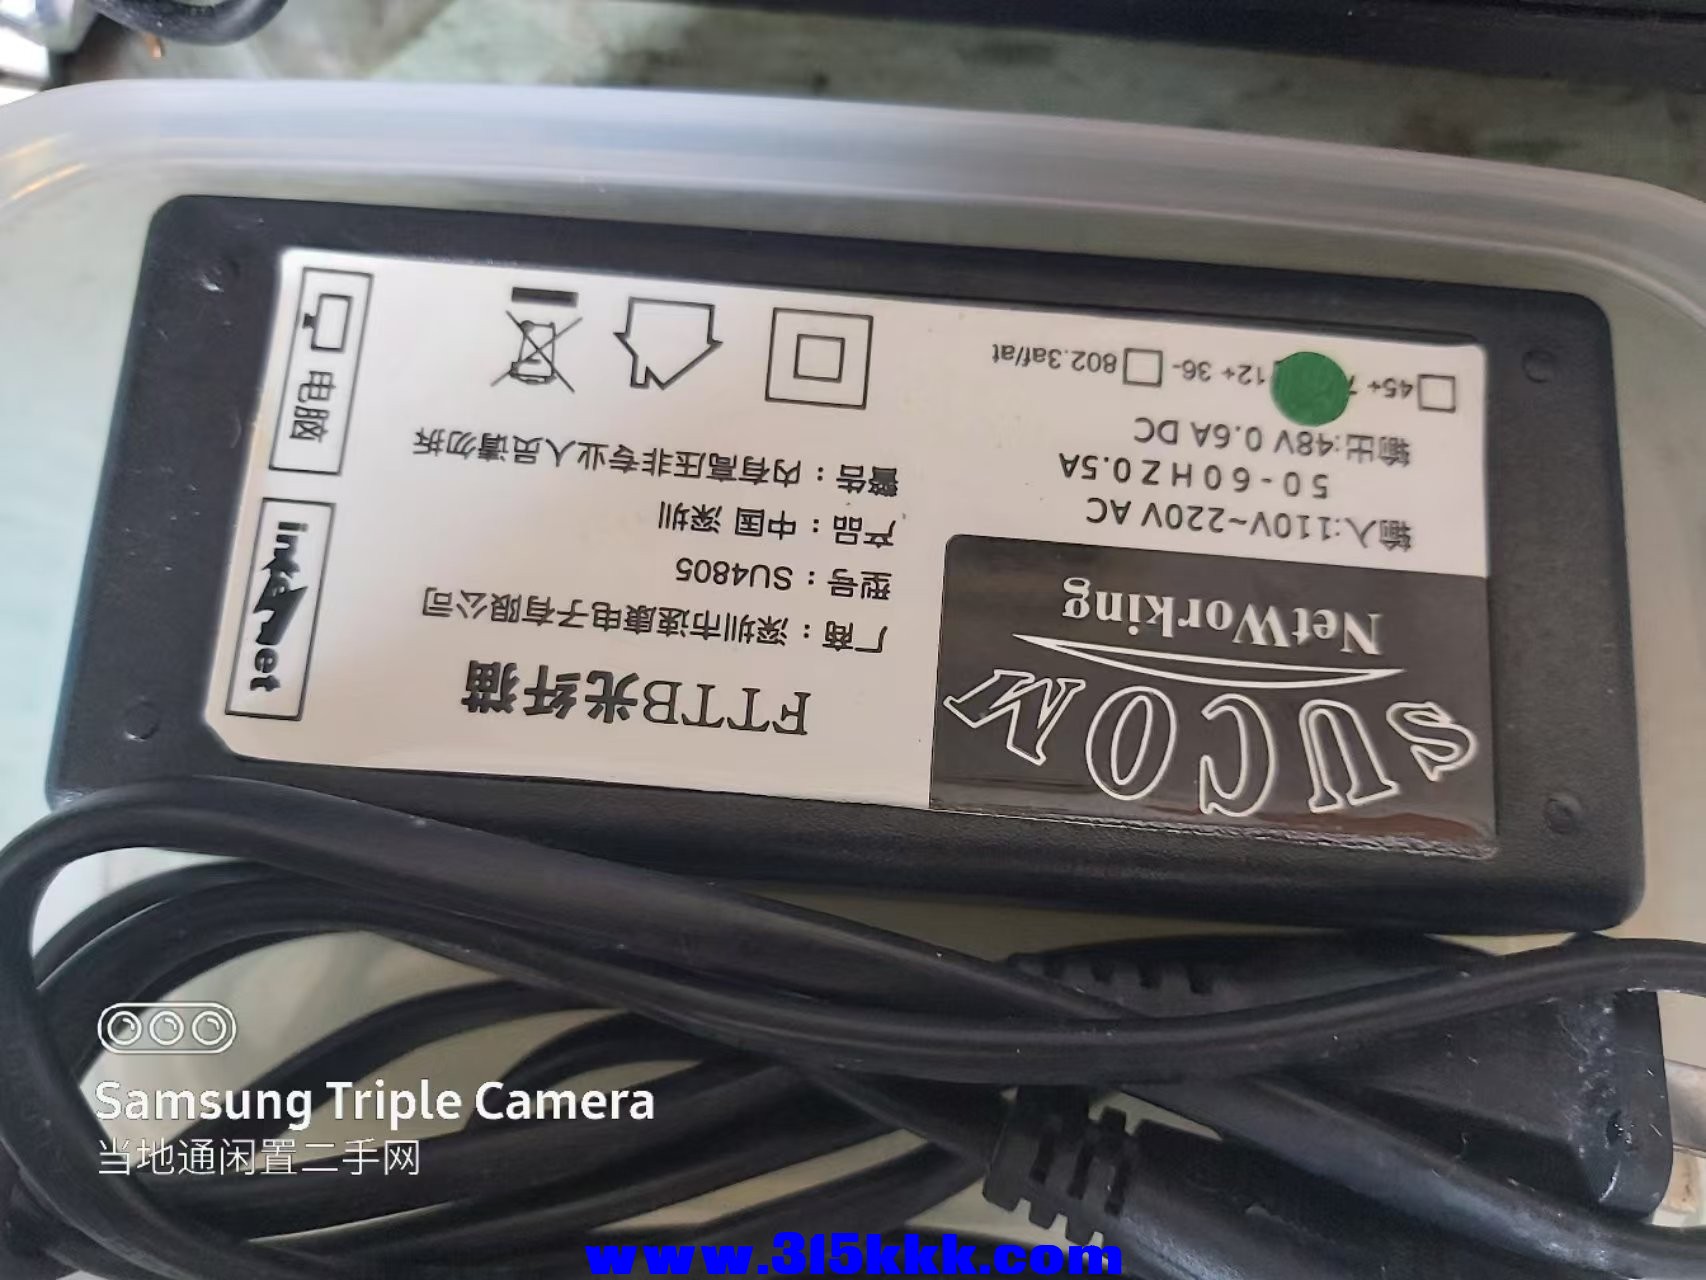 SUCOM
NetWorking
输入:110V~220V AC
50-60HZ 0.5A
输出:48V 0.6A DC
45+ 12+ 36- 802.3af/at
FTTB光纤猫
厂商：深圳市速康电子有限公司
型号：SU4805
产品：中国 深圳
警告：内有高压非专业人员请勿拆
internet
电脑
Samsung Triple Camera
当地通闲置二手网
www.315kkk.com